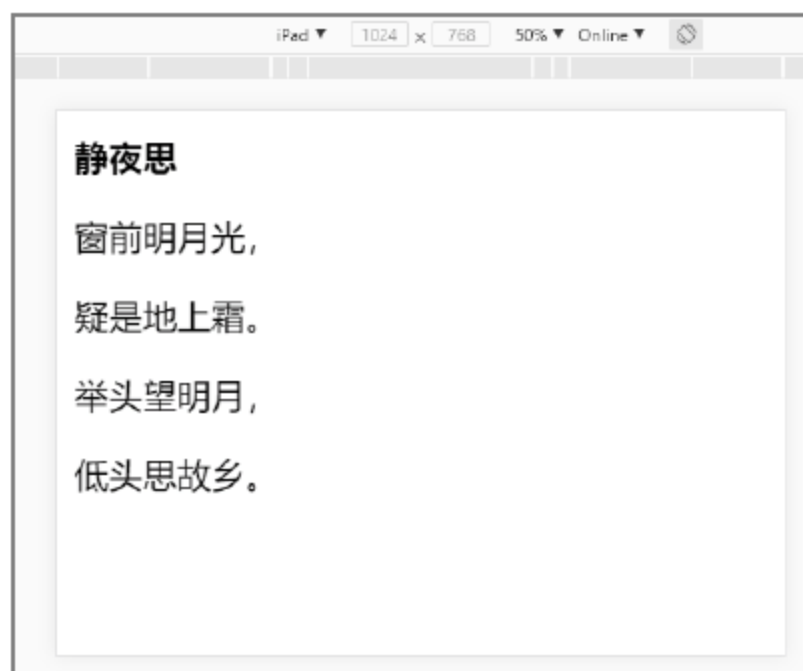 iPad ▼ 1024 x 768 50% ▼ Online ▼
静夜思
窗前明月光，
疑是地上霜。
举头望明月，
低头思故乡。